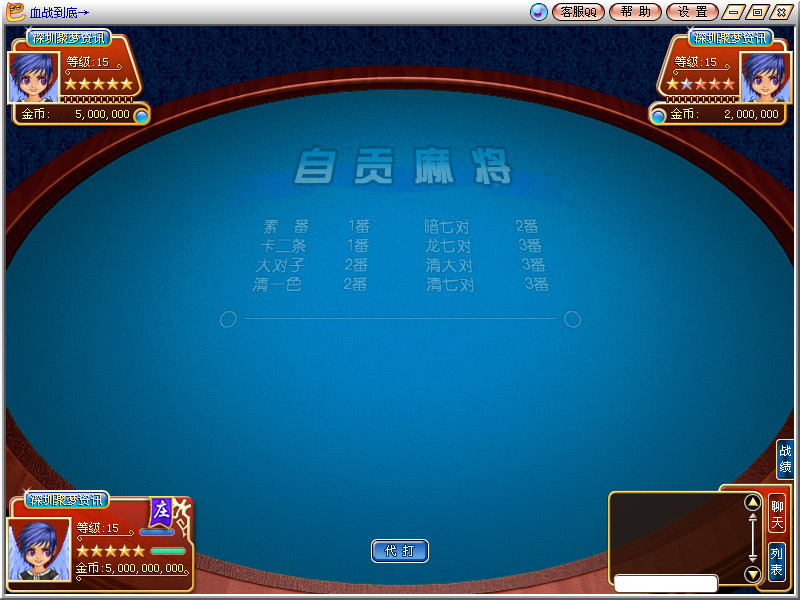 血战到底→
客服QQ 帮 助 设 置
深圳聚梦资讯
等级:15
金币: 5,000,000
深圳聚梦资讯
等级:15
金币: 2,000,000
自贡麻将
素 番 1番 暗七对 2番
卡二条 1番 龙七对 3番
大对子 2番 清大对 3番
清一色 2番 清七对 3番
战绩
深圳聚梦资讯
庄
等级:15
金币:5,000,000
代 打
聊天
列表